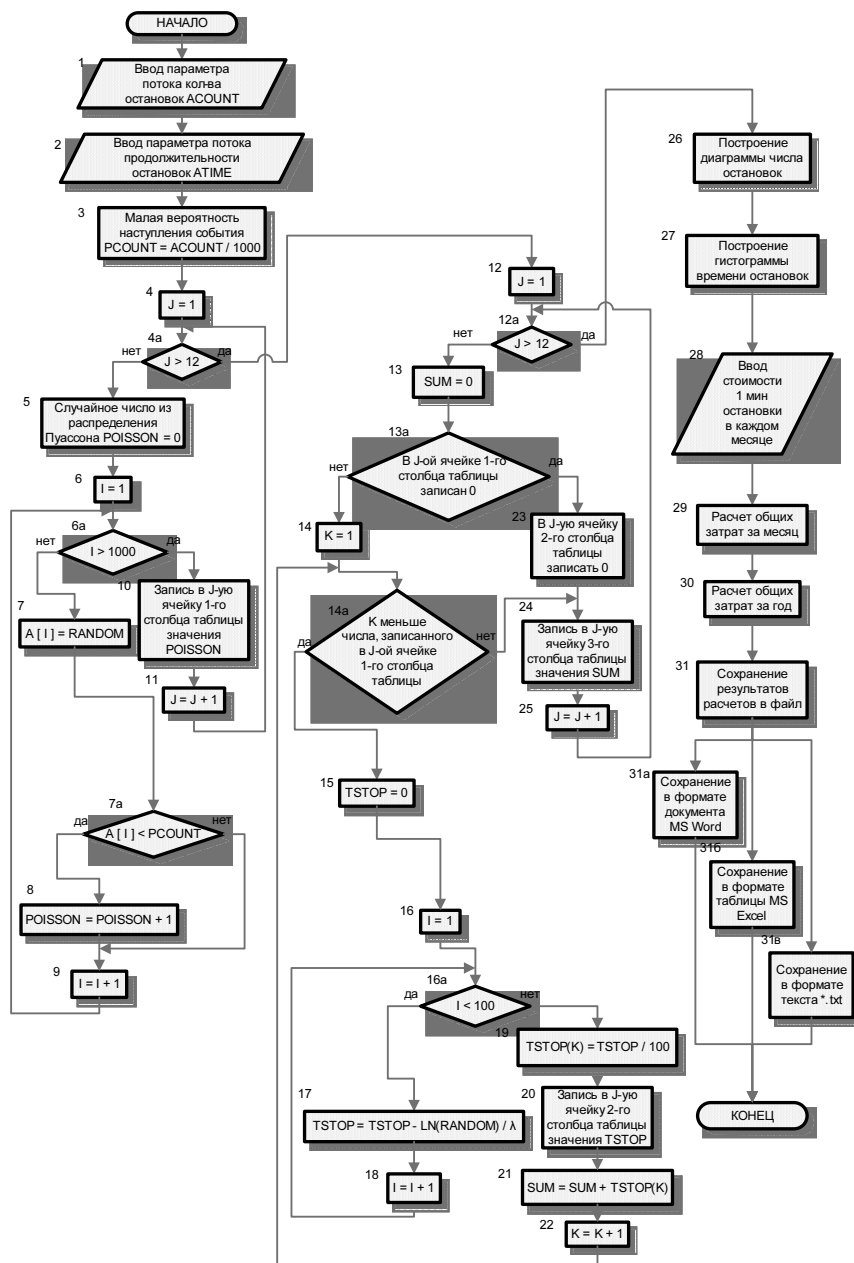 НАЧАЛО
1
Ввод параметра
потока кол-ва
остановок ACOUNT
2
Ввод параметра потока
продолжительности
остановок ATIME
3
Малая вероятность
наступления события
PCOUNT = ACOUNT / 1000
4
J = 1
4а
нет
да
J > 12
5
Случайное число из
распределения
Пуассона POISSON = 0
6
I = 1
6а
нет
да
I > 1000
7
A [ I ] = RANDOM
10
Запись в J-ую
ячейку 1-го
столбца таблицы
значения
POISSON
11
J = J + 1
7а
да
нет
A [ I ] < PCOUNT
8
POISSON = POISSON + 1
9
I = I + 1
12
J = 1
12а
нет
да
J > 12
13
SUM = 0
13а
нет
да
В J-ой ячейке 1-го
столбца таблицы
записан 0
14
K = 1
23
В J-ую ячейку
2-го столбца
таблицы
записать 0
14а
да
нет
K меньше
числа, записанного
в J-ой ячейке
1-го столбца
таблицы
24
Запись в J-ую
ячейку 3-го
столбца таблицы
значения SUM
25
J = J + 1
15
TSTOP = 0
16
I = 1
16а
да
нет
I < 100
19
TSTOP(K) = TSTOP / 100
17
TSTOP = TSTOP - LN(RANDOM) / λ
18
I = I + 1
20
Запись в J-ую
ячейку 2-го
столбца таблицы
значения TSTOP
21
SUM = SUM + TSTOP(K)
22
K = K + 1
26
Построение
диаграммы числа
остановок
27
Построение
гистограммы
времени остановок
28
Ввод
стоимости
1 мин
остановки
в каждом
месяце
29
Расчет общих
затрат за месяц
30
Расчет общих
затрат за год
31
Сохранение
результатов
расчетов в файл
31а
Сохранение
в формате
документа
MS Word
31б
Сохранение
в формате
таблицы MS
Excel
31в
Сохранение
в формате
текста *.txt
КОНЕЦ